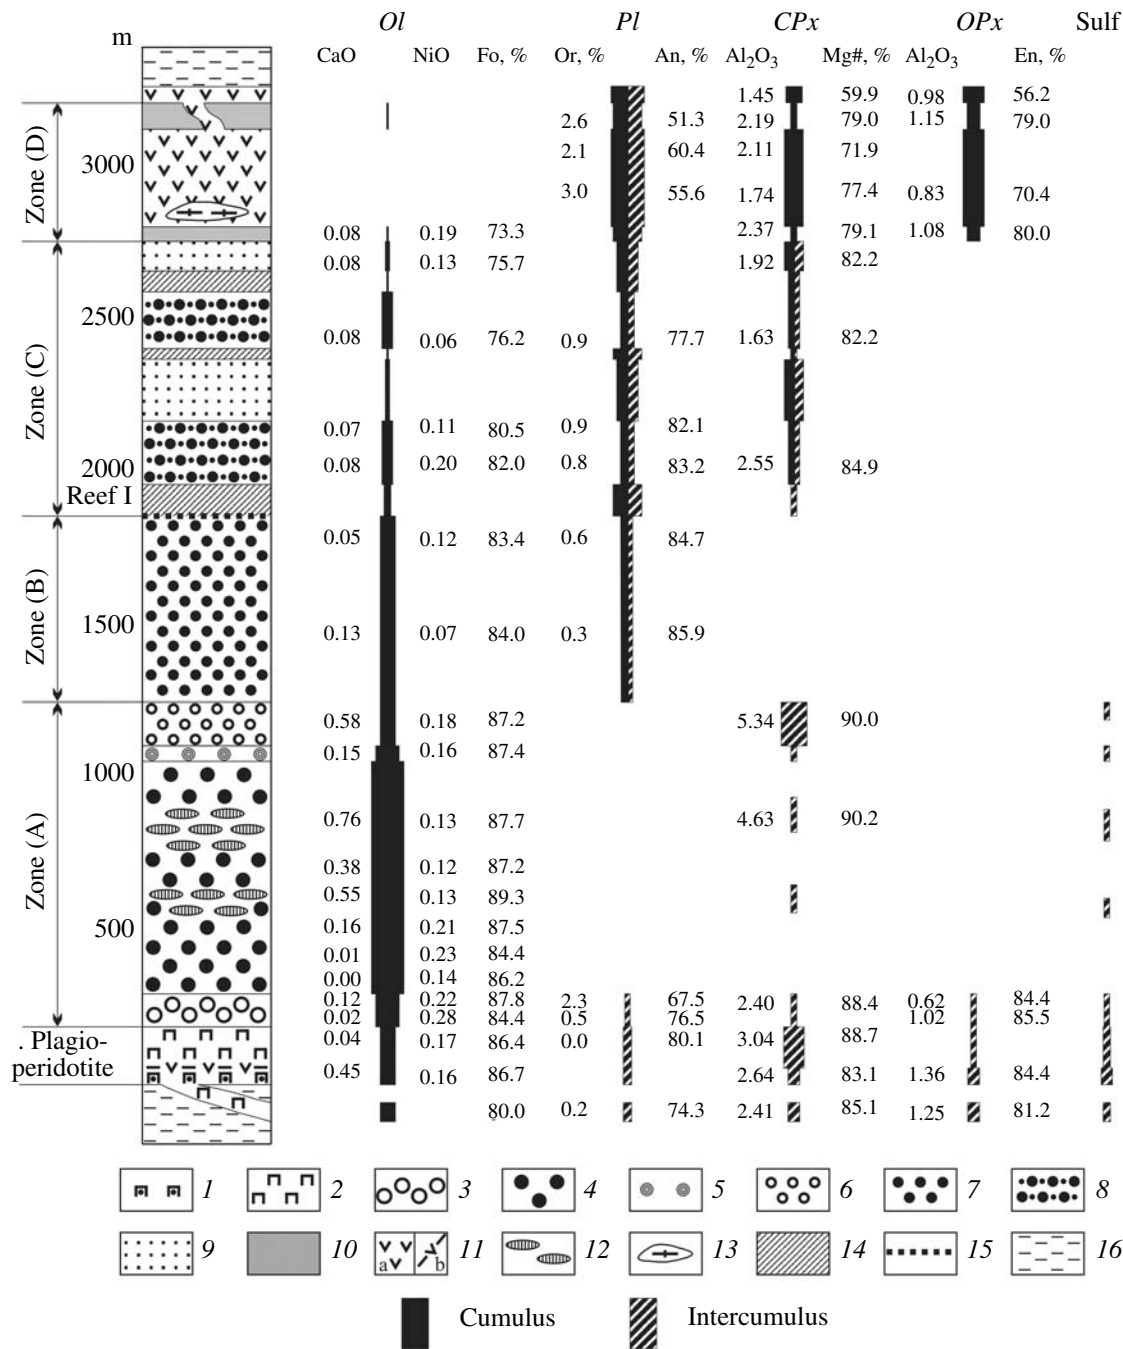 Ol Pl CPx OPx Sulf
m CaO NiO Fo, % Or, % An, % Al2O3 Mg#, % Al2O3 En, %
1.45 59.9 0.98 56.2
2.6 51.3 2.19 79.0 1.15 79.0
2.1 60.4 2.11 71.9
3000
3.0 55.6 1.74 77.4 0.83 70.4
Zone (D)
0.08 0.19 73.3 2.37 79.1 1.08 80.0
0.08 0.13 75.7 1.92 82.2
2500
0.08 0.06 76.2 0.9 77.7 1.63 82.2
Zone (C)
0.07 0.11 80.5 0.9 82.1
2000 0.08 0.20 82.0 0.8 83.2 2.55 84.9
Reef I
0.05 0.12 83.4 0.6 84.7
Zone (B)
1500 0.13 0.07 84.0 0.3 85.9
0.58 0.18 87.2 5.34 90.0
0.15 0.16 87.4
1000
0.76 0.13 87.7 4.63 90.2
Zone (A)
0.38 0.12 87.2
0.55 0.13 89.3
500 0.16 0.21 87.5
0.01 0.23 84.4
0.00 0.14 86.2
0.12 0.22 87.8 2.3 67.5 2.40 88.4 0.62 84.4
0.02 0.28 84.4 0.5 76.5 1.02 85.5
. Plagio-
0.04 0.17 86.4 0.0 80.1 3.04 88.7
peridotite
0.45 0.16 86.7 2.64 83.1 1.36 84.4
80.0 0.2 74.3 2.41 85.1 1.25 81.2
1 2 3 4 5 6 7 8
9 10 a b 11 12 13 14 15 16
Cumulus Intercumulus